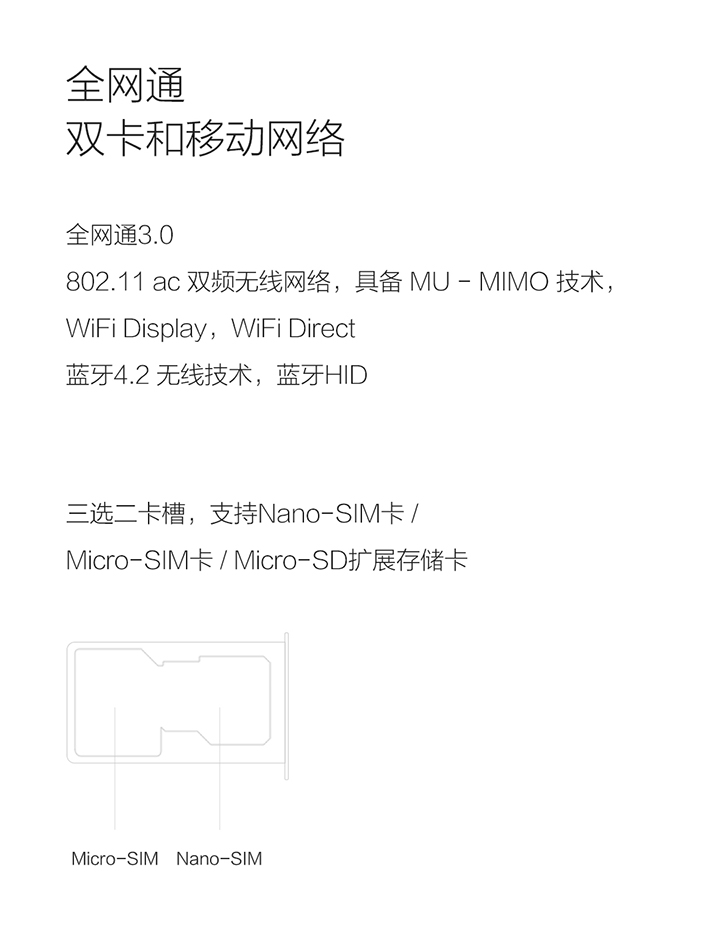 全网通
双卡和移动网络
全网通3.0
802.11 ac 双频无线网络，具备 MU - MIMO 技术，
WiFi Display，WiFi Direct
蓝牙4.2 无线技术，蓝牙HID
三选二卡槽，支持Nano-SIM卡 /
Micro-SIM卡 / Micro-SD扩展存储卡
Micro-SIM Nano-SIM